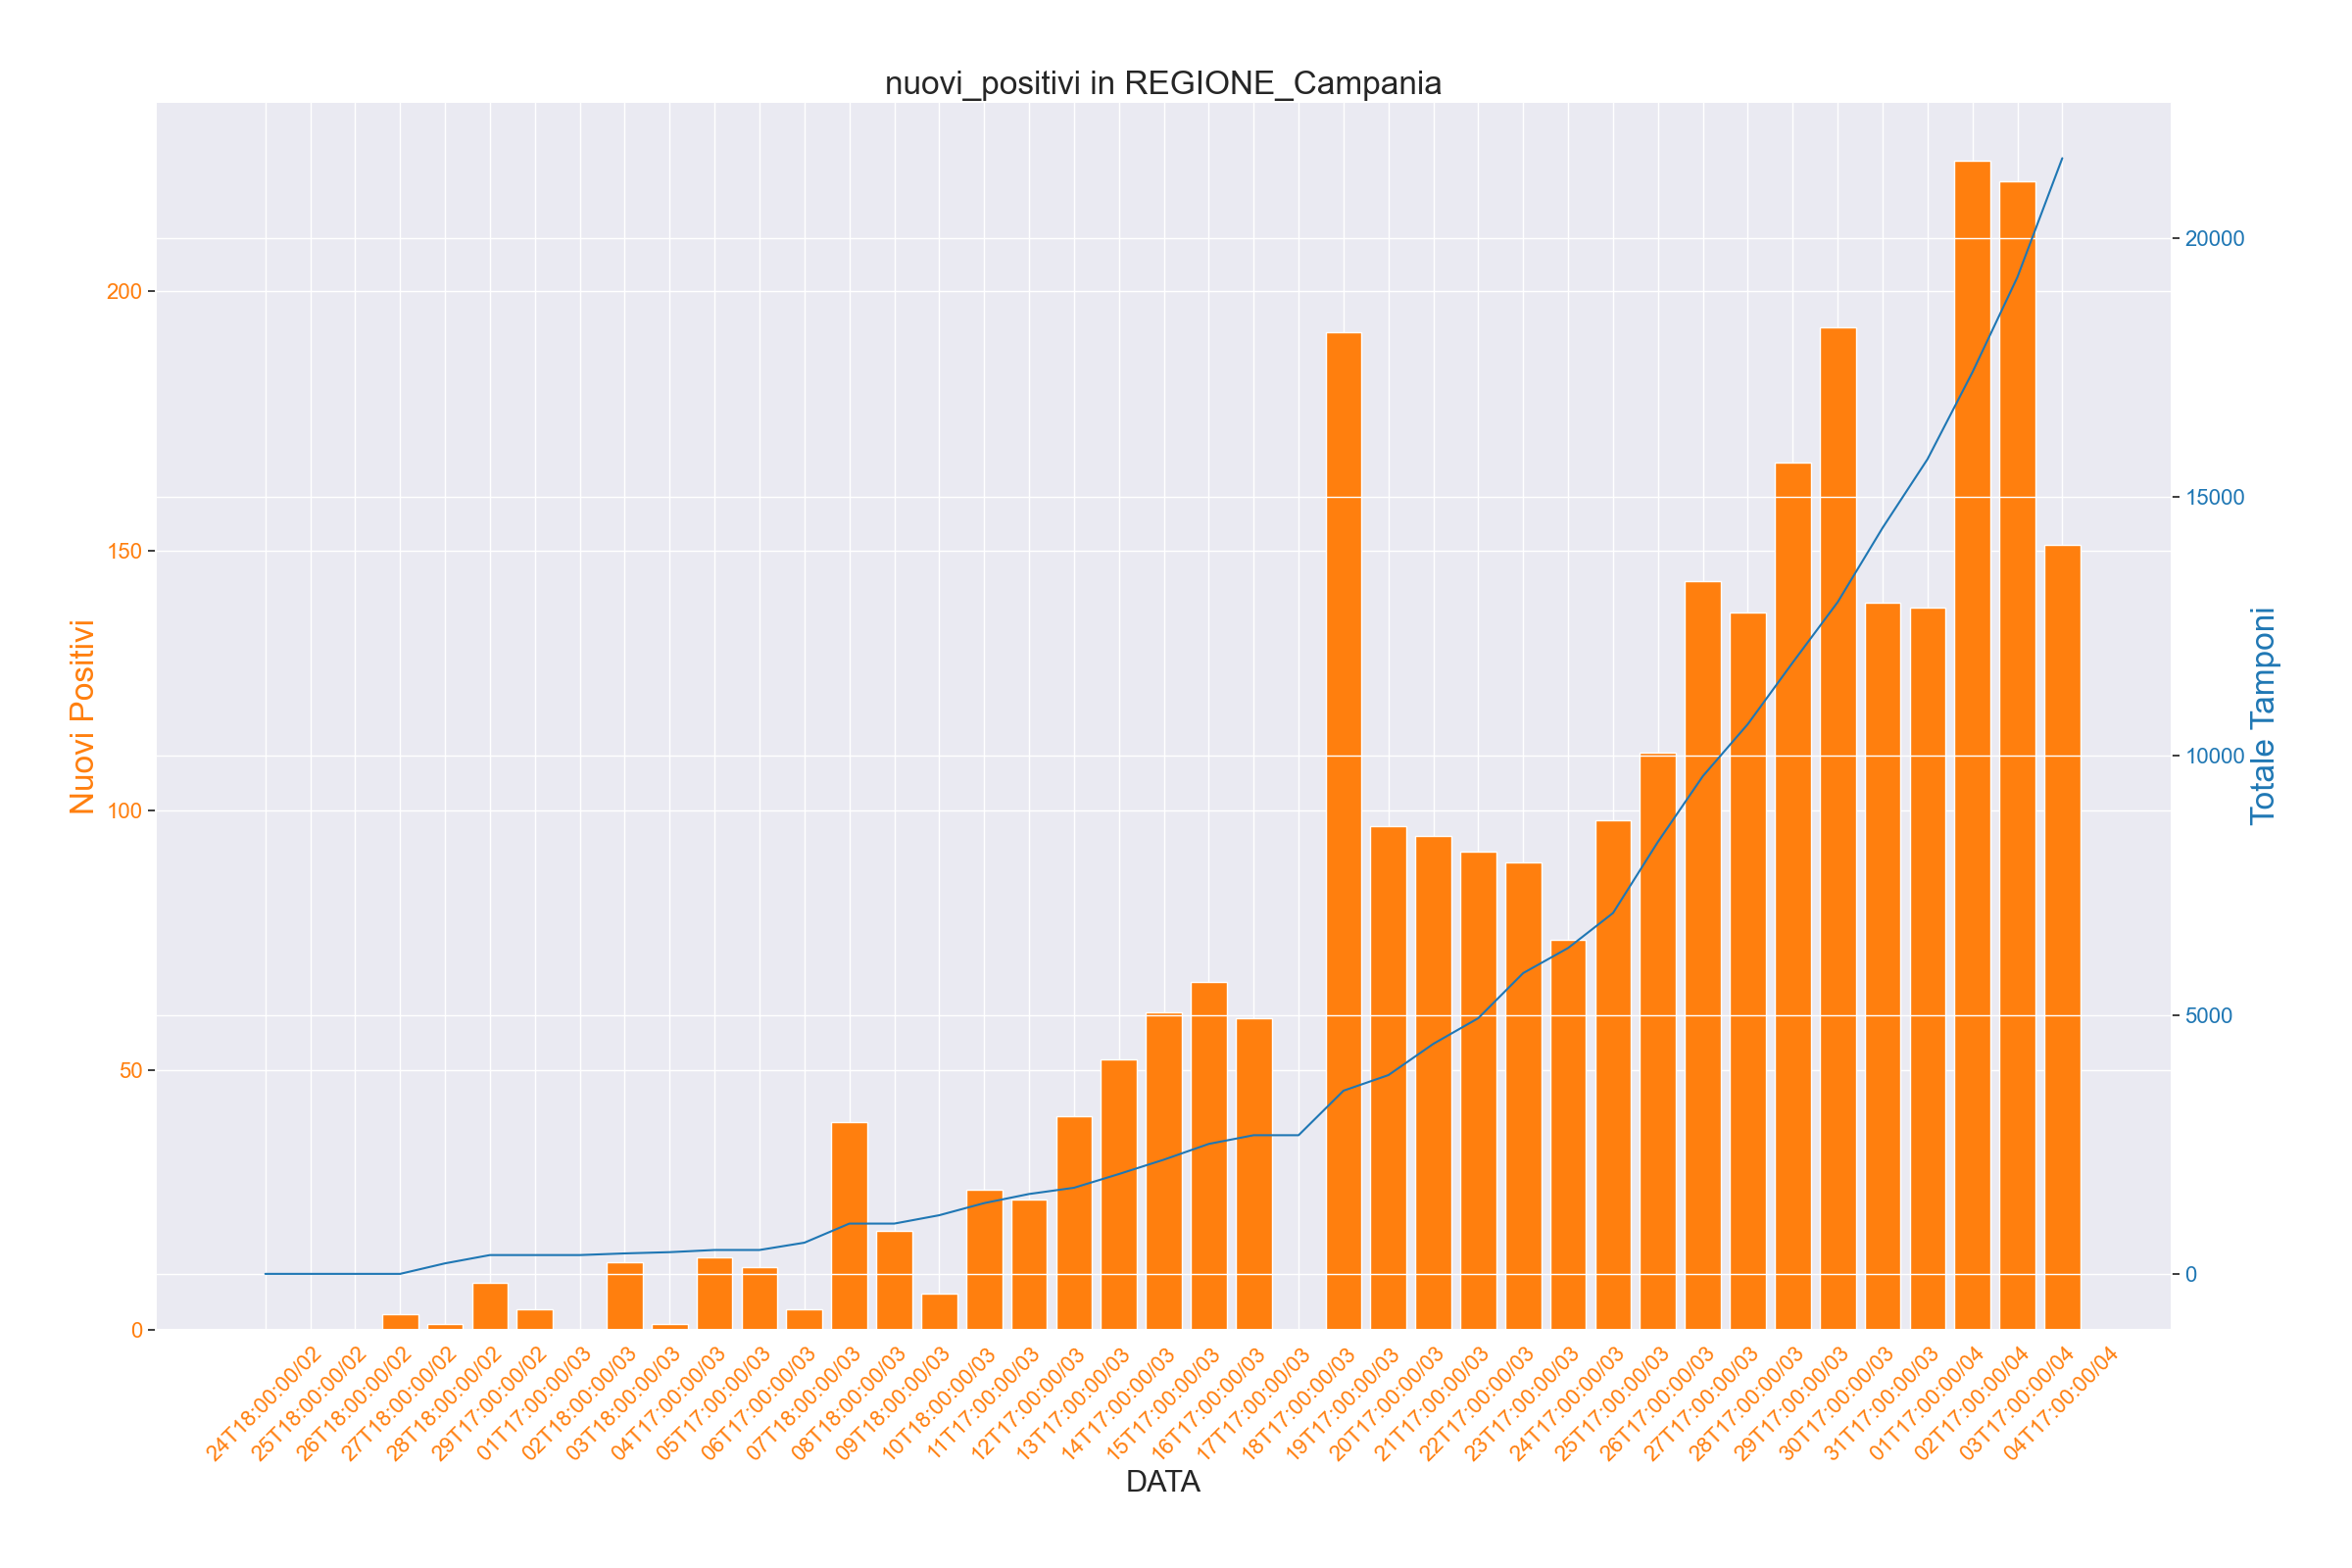 nuovi_positivi in REGIONE_Campania
Nuovi Positivi
200
150
100
50
0
Totale Tamponi
20000
15000
10000
5000
0
24T18:00:00/02
25T18:00:00/02
26T18:00:00/02
27T18:00:00/02
28T18:00:00/02
29T17:00:00/02
01T17:00:00/03
02T18:00:00/03
03T18:00:00/03
04T17:00:00/03
05T17:00:00/03
06T17:00:00/03
07T18:00:00/03
08T18:00:00/03
09T18:00:00/03
10T18:00:00/03
11T17:00:00/03
12T17:00:00/03
13T17:00:00/03
14T17:00:00/03
15T17:00:00/03
16T17:00:00/03
17T17:00:00/03
18T17:00:00/03
19T17:00:00/03
20T17:00:00/03
21T17:00:00/03
22T17:00:00/03
23T17:00:00/03
24T17:00:00/03
25T17:00:00/03
26T17:00:00/03
27T17:00:00/03
28T17:00:00/03
29T17:00:00/03
30T17:00:00/03
31T17:00:00/03
01T17:00:00/04
02T17:00:00/04
03T17:00:00/04
04T17:00:00/04
DATA